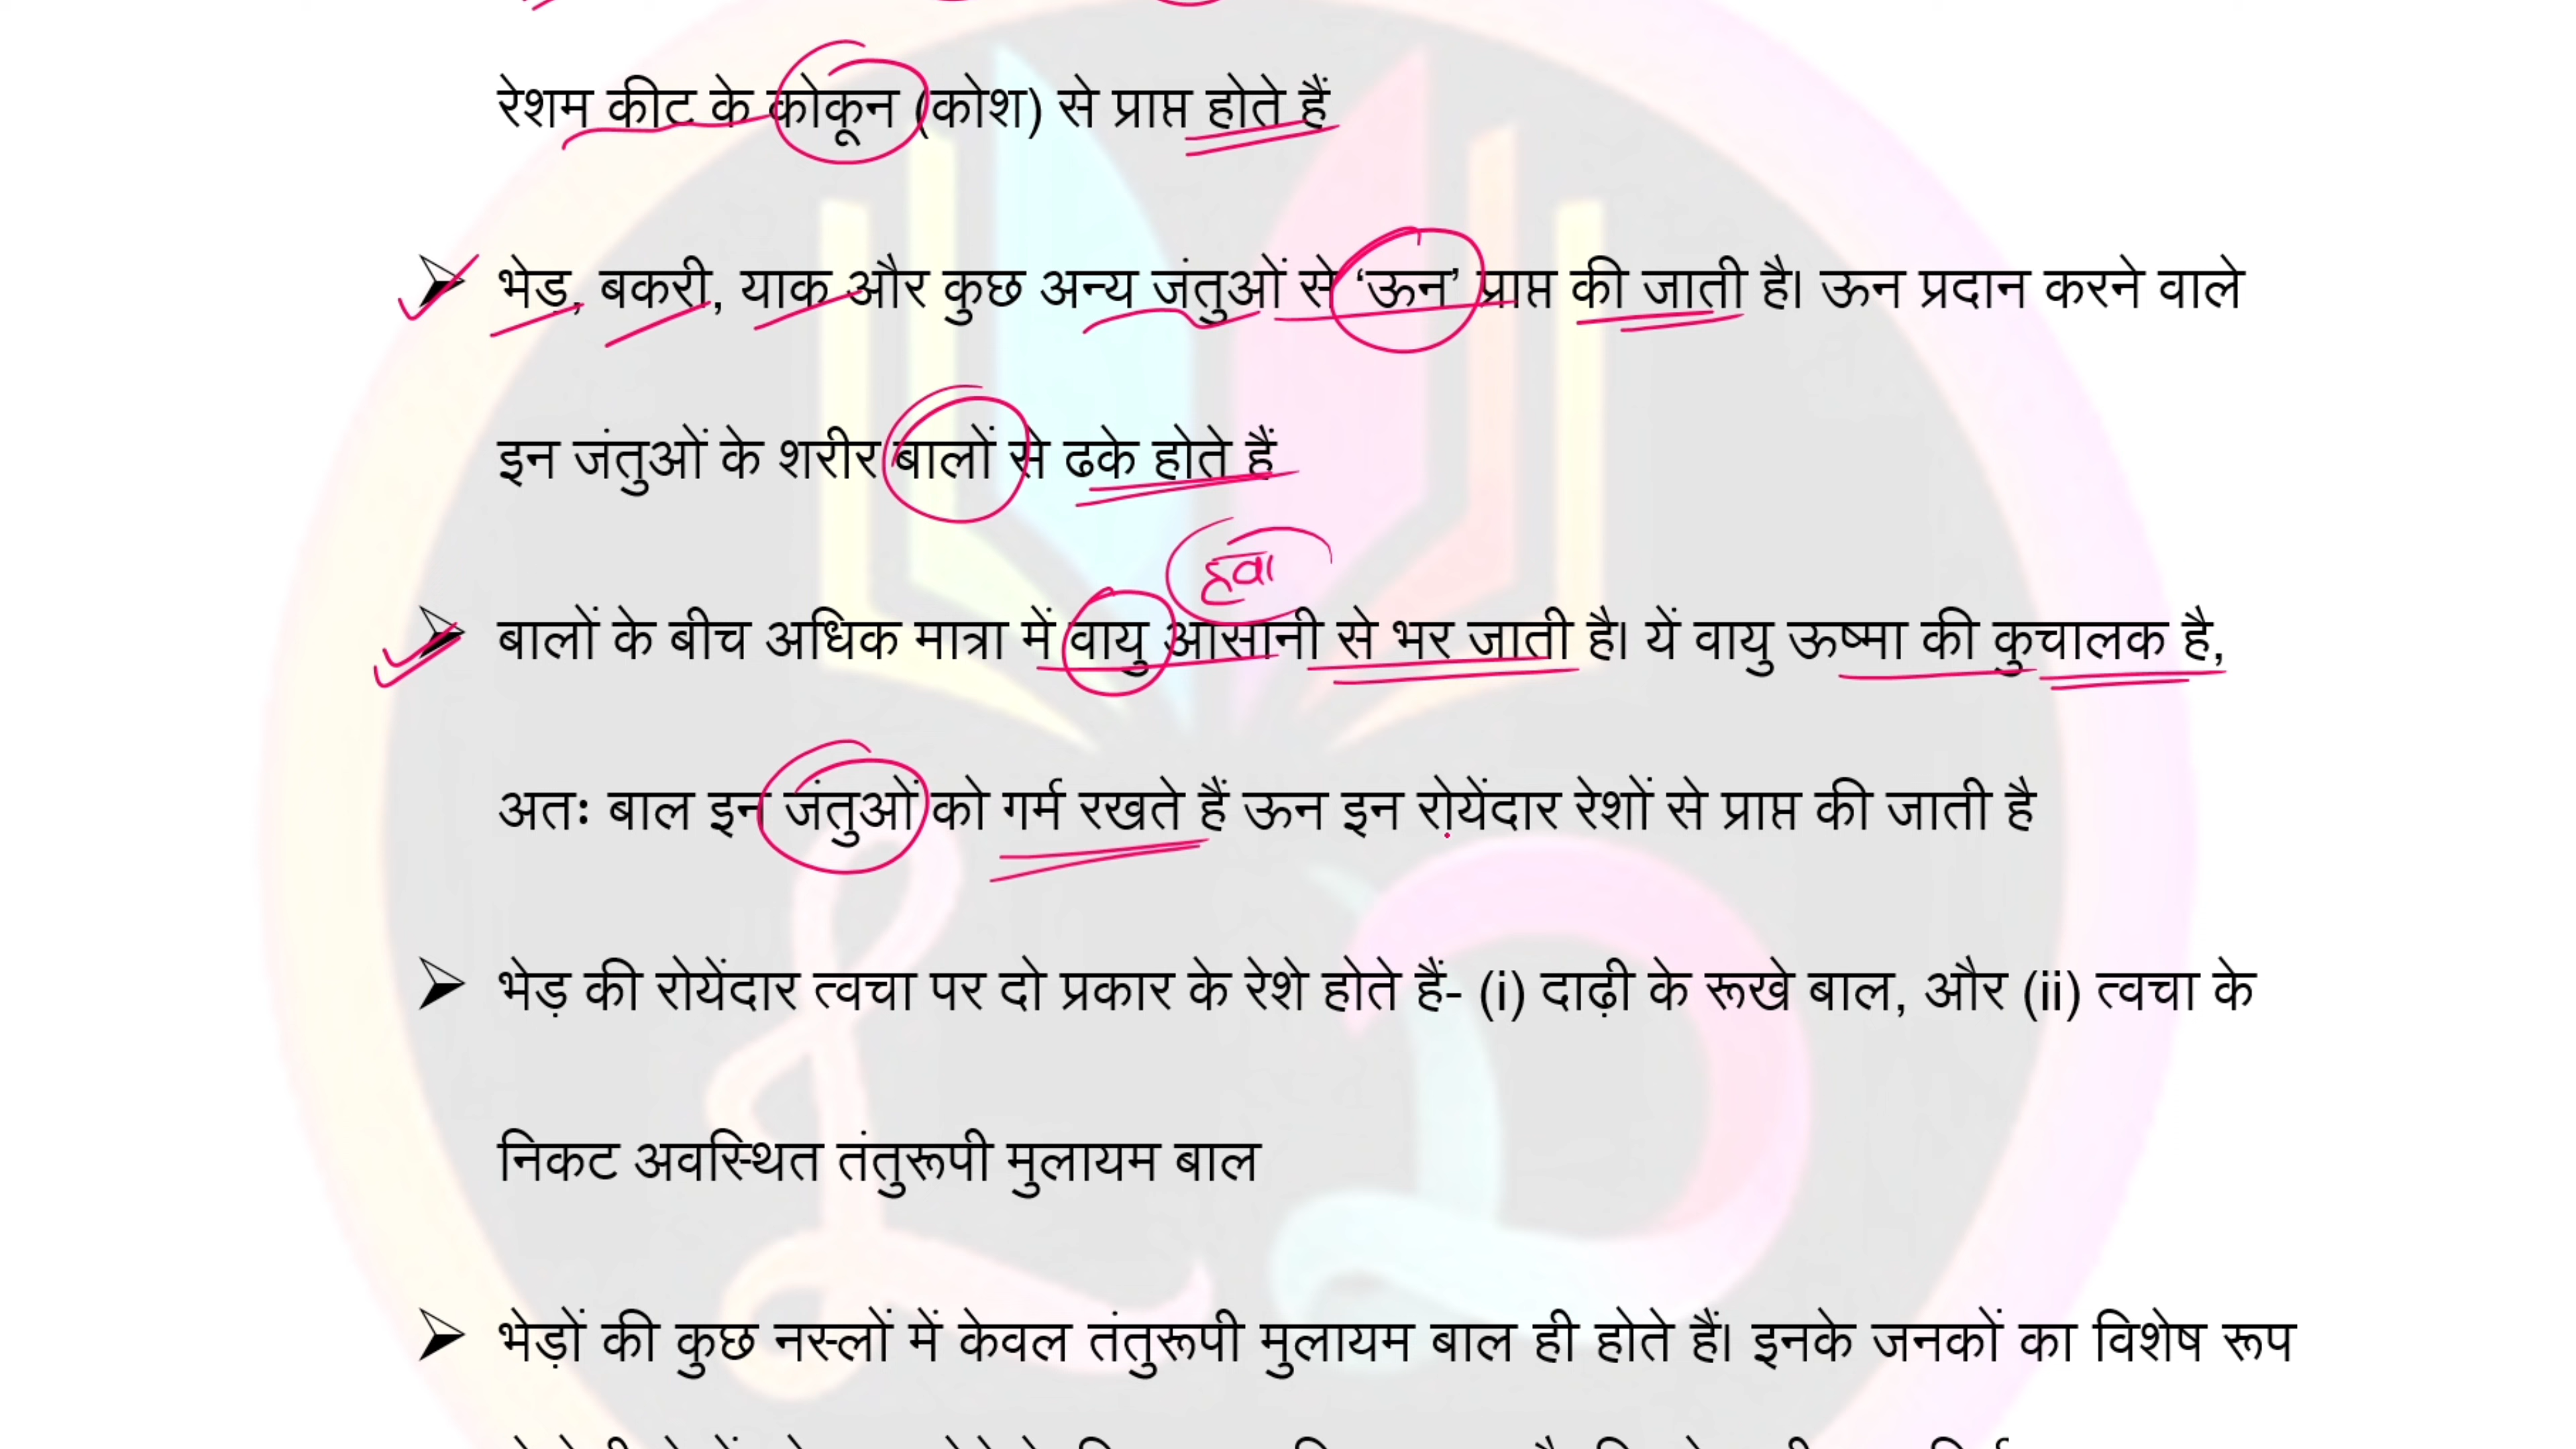 रेशम कीट के कोकून (कोश) से प्राप्त होते हैं
भेड़, बकरी, याक और कुछ अन्य जंतुओं से ‘ऊन’ प्राप्त की जाती है। ऊन प्रदान करने वाले
इन जंतुओं के शरीर बालों से ढके होते हैं
हवा
बालों के बीच अधिक मात्रा में वायु आसानी से भर जाती है। यें वायु ऊष्मा की कुचालक है,
अतः बाल इन जंतुओं को गर्म रखते हैं ऊन इन रोयेंदार रेशों से प्राप्त की जाती है
भेड़ की रोयेंदार त्वचा पर दो प्रकार के रेशे होते हैं- (i) दाढ़ी के रूखे बाल, और (ii) त्वचा के
निकट अवस्थित तंतुरूपी मुलायम बाल
भेड़ों की कुछ नस्लों में केवल तंतुरूपी मुलायम बाल ही होते हैं। इनके जनकों का विशेष रूप